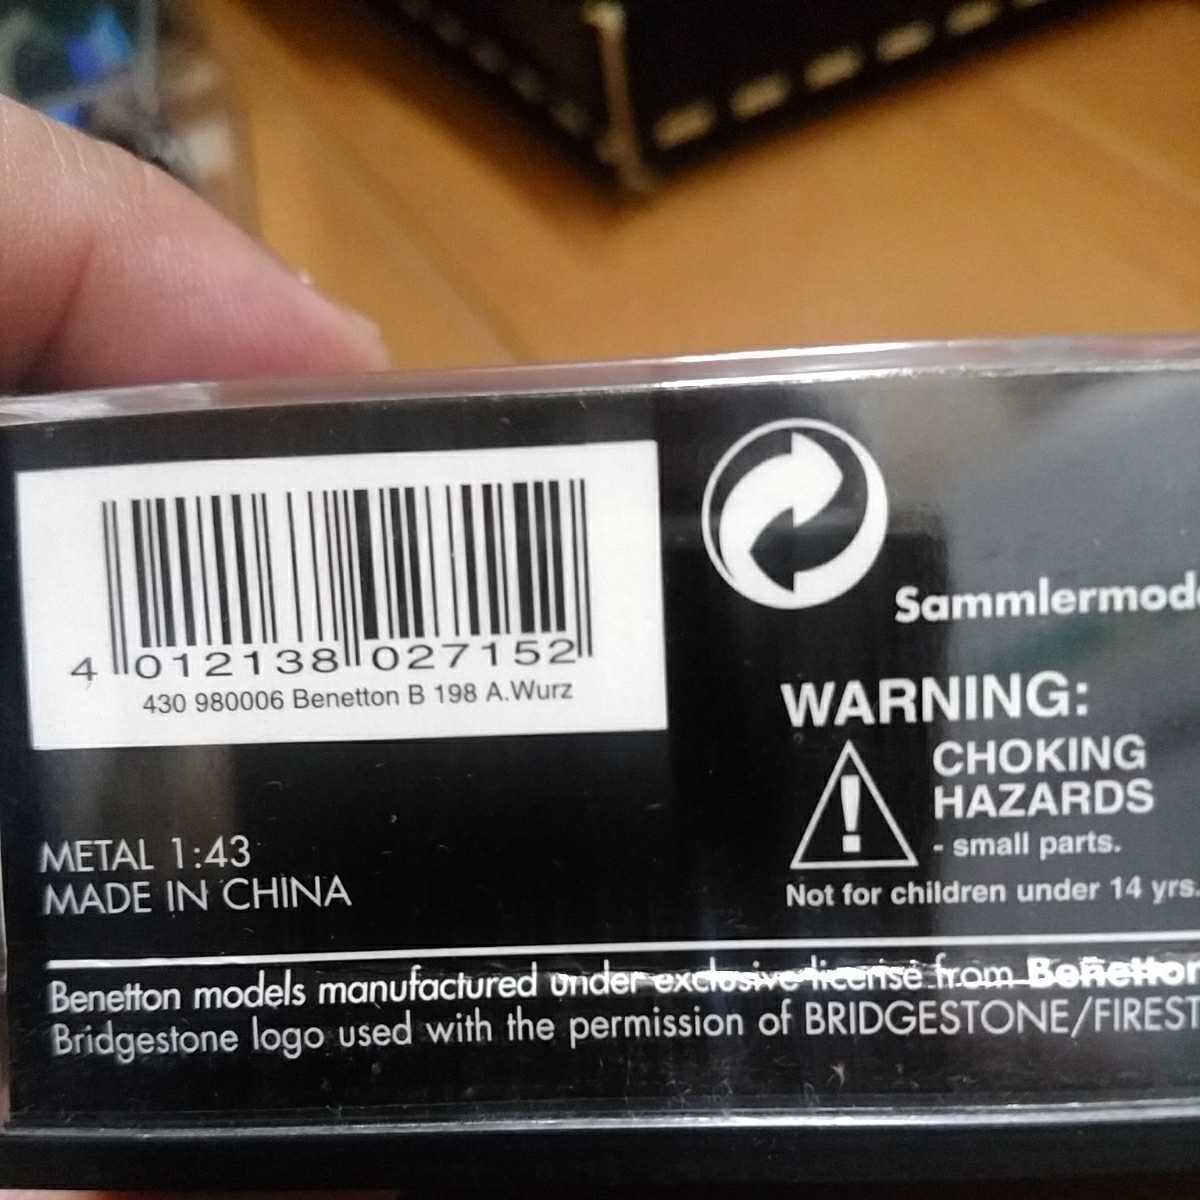 4 012138 027152
430 980006 Benetton B 198 A.Wurz
Sammlermod
WARNING:
CHOKING
HAZARDS
- small parts.
Not for children under 14 yrs.
METAL 1:43
MADE IN CHINA
Benetton models manufactured under exclusive license from Benetton
Bridgestone logo used with the permission of BRIDGESTONE/FIREST